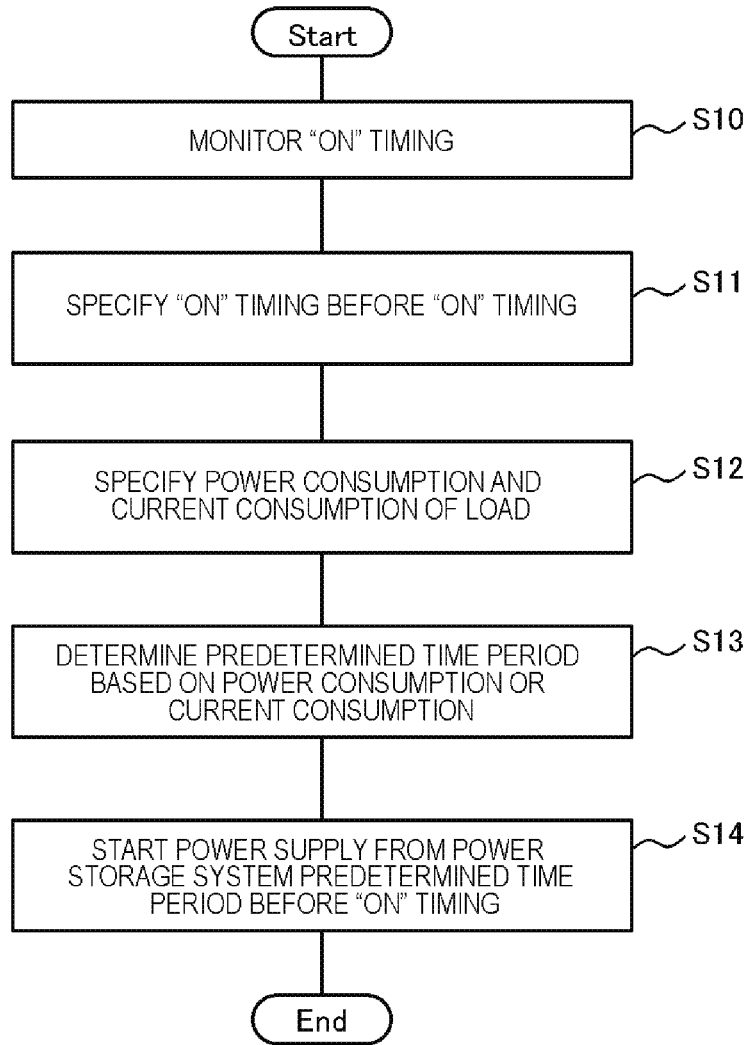 Start
MONITOR “ON” TIMING
S10
SPECIFY “ON” TIMING BEFORE “ON” TIMING
S11
SPECIFY POWER CONSUMPTION AND
CURRENT CONSUMPTION OF LOAD
S12
DETERMINE PREDETERMINED TIME PERIOD
BASED ON POWER CONSUMPTION OR
CURRENT CONSUMPTION
S13
START POWER SUPPLY FROM POWER
STORAGE SYSTEM PREDETERMINED TIME
PERIOD BEFORE “ON” TIMING
S14
End